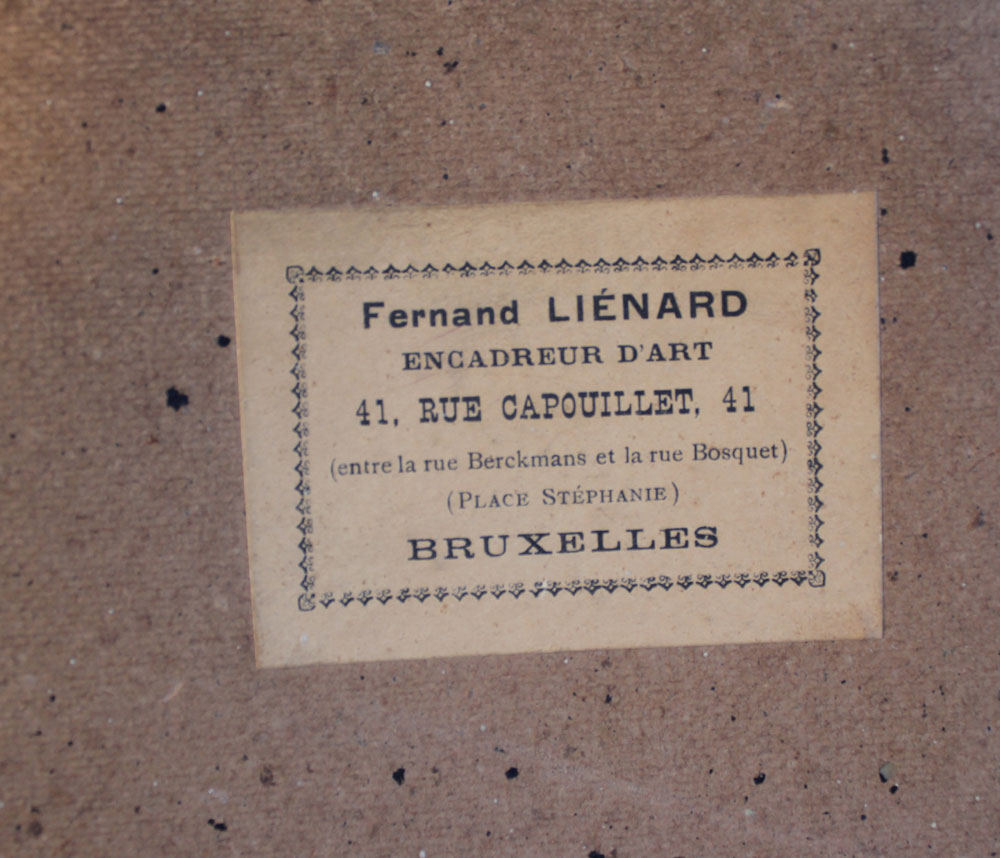 Fernand LIÉNARD
ENCADREUR D'ART
41, RUE CAPOUILLET, 41
(entre la rue Berckmans et la rue Bosquet)
(PLACE STÉPHANIE)
BRUXELLES